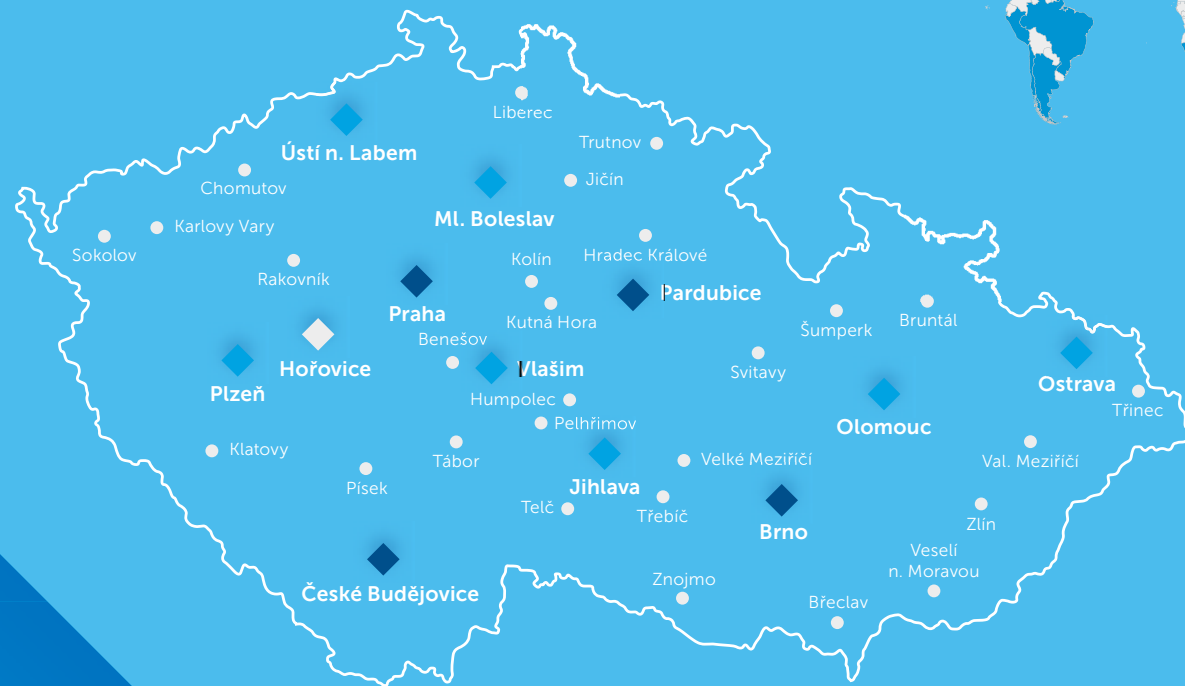 Liberec
Trutnov
Ústí n. Labem
Jičín
Chomutov
Ml. Boleslav
Karlovy Vary
Sokolov
Hradec Králové
Kolín
Rakovník
Pardubice
Praha
Kutná Hora
Šumperk
Bruntál
Benešov
Hořovice
Vlašim
Svitavy
Ostrava
Plzeň
Humpolec
Třinec
Pelhřimov
Olomouc
Klatovy
Tábor
Velké Meziříčí
Val. Meziříčí
Písek
Jihlava
Telč
Třebíč
Brno
Zlín
Veselí
n. Moravou
Znojmo
České Budějovice
Břeclav